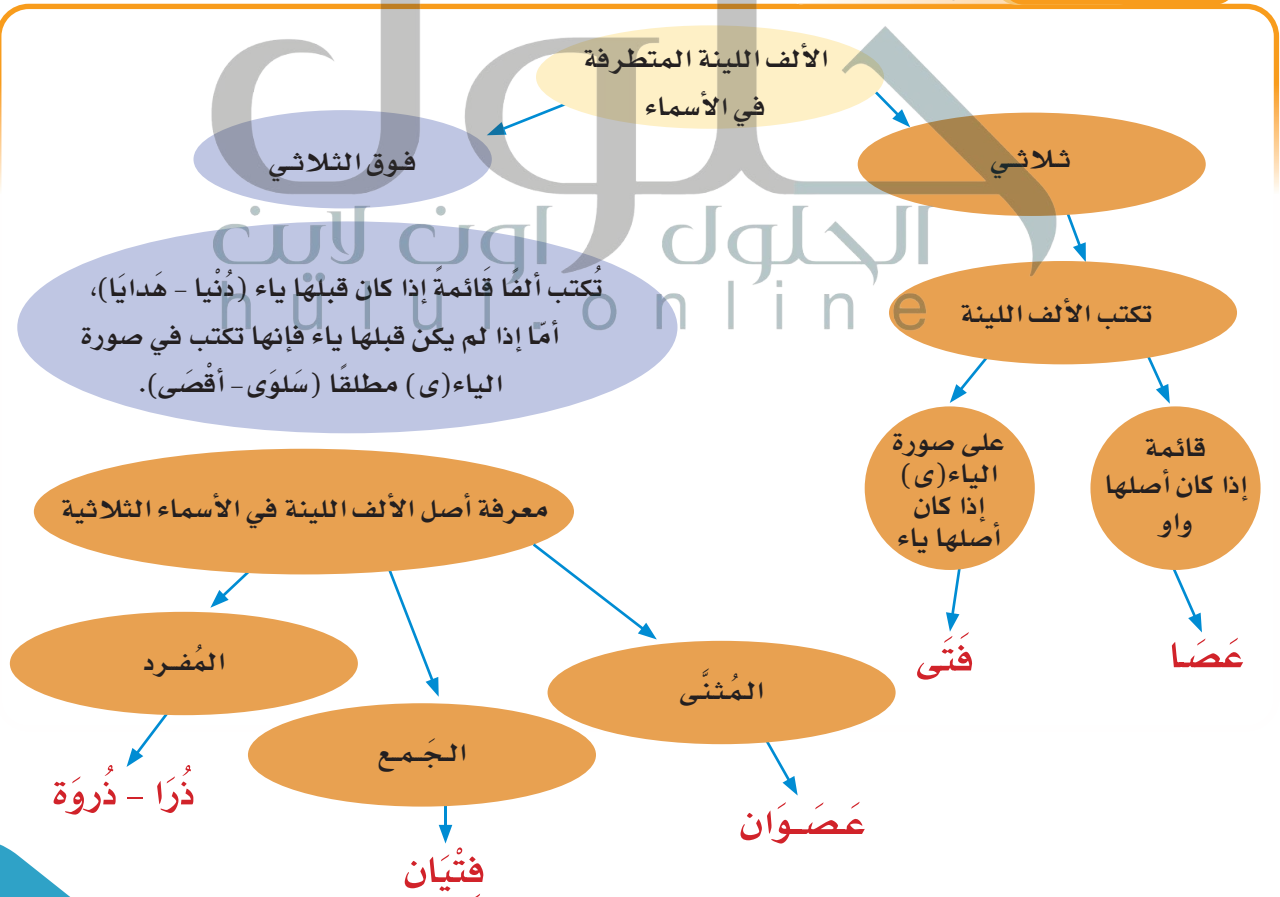 الألف اللينة المتطرفة
في الأسماء
ثلاثي
فوق الثلاثي
تكتب الألف اللينة
تُكتب ألفًا قَائمةً إذا كان قبلها ياء (دُنْيا - هَدايَا)،
أمّا إذا لم يكن قبلها ياء فإنها تكتب في صورة
الياء(ى) مطلقًا (سَلوَى- أقْصَى).
قائمة
إذا كان أصلها
واو
على صورة
الياء(ى)
إذا كان
أصلها ياء
عَصَا
فَتَى
معرفة أصل الألف اللينة في الأسماء الثلاثية
المُثنَّى
الجَمع
المُفرد
عَصَوَان
فتْيَان
ذُرَا - ذُروَة
حلول
الحلول اون لاين
hulul.online